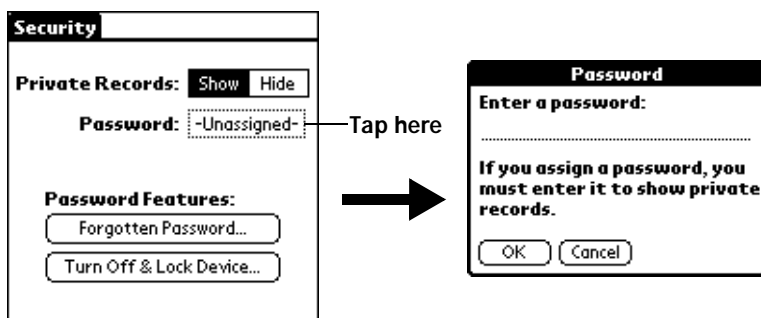 Security
Private Records: Show Hide
Password: -Unassigned-
Tap here
Password Features:
Forgotten Password...
Turn Off & Lock Device...
Password
Enter a password:
If you assign a password, you
must enter it to show private
records.
OK Cancel